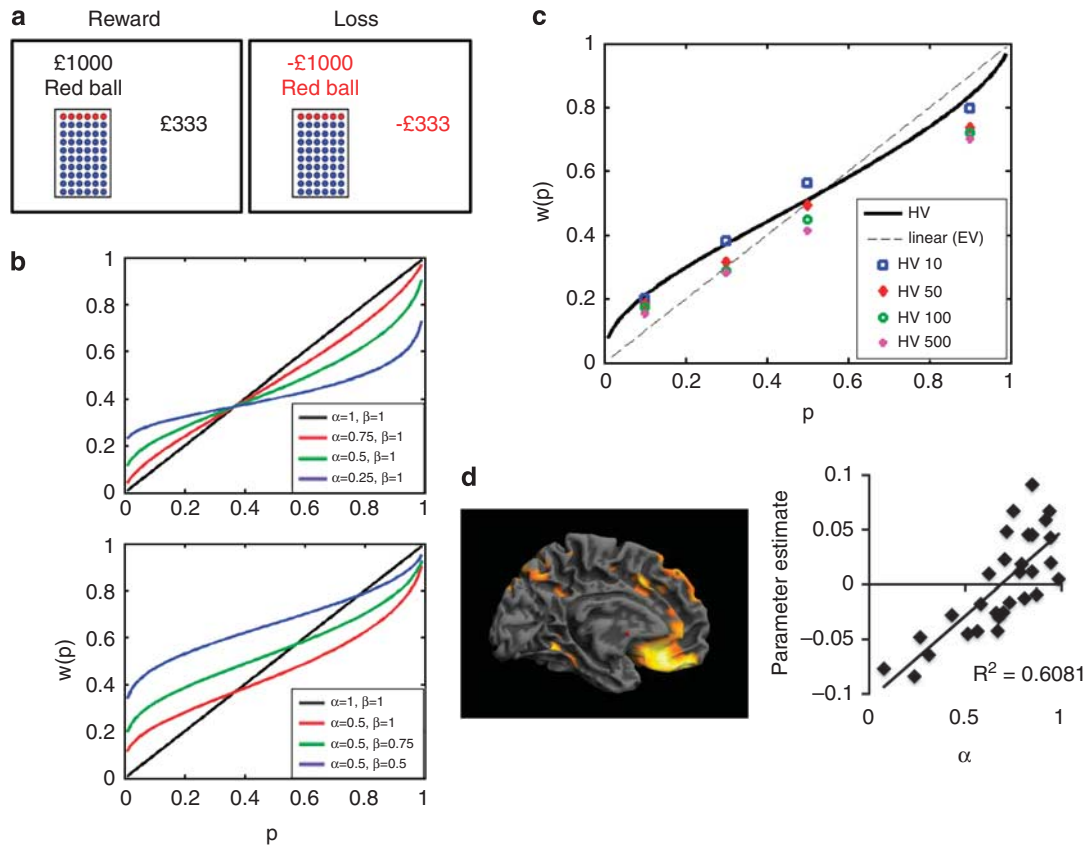 a
Reward
Loss
£1000
Red ball
£333
-£1000
Red ball
-£333
b
1
0.8
0.6
0.4
0.2
0
α=1, β=1
α=0.75, β=1
α=0.5, β=1
α=0.25, β=1
0 0.2 0.4 0.6 0.8 1
w(p)
1
0.8
0.6
0.4
0.2
0
α=1, β=1
α=0.5, β=1
α=0.5, β=0.75
α=0.5, β=0.5
0 0.2 0.4 0.6 0.8 1
p
c
w(p)
1
0.8
0.6
0.4
0.2
0
HV
linear (EV)
HV 10
HV 50
HV 100
HV 500
0 0.2 0.4 0.6 0.8 1
p
d
Parameter estimate
0.1
0.05
0
−0.05
−0.1
R² = 0.6081
0 0.5 1
α